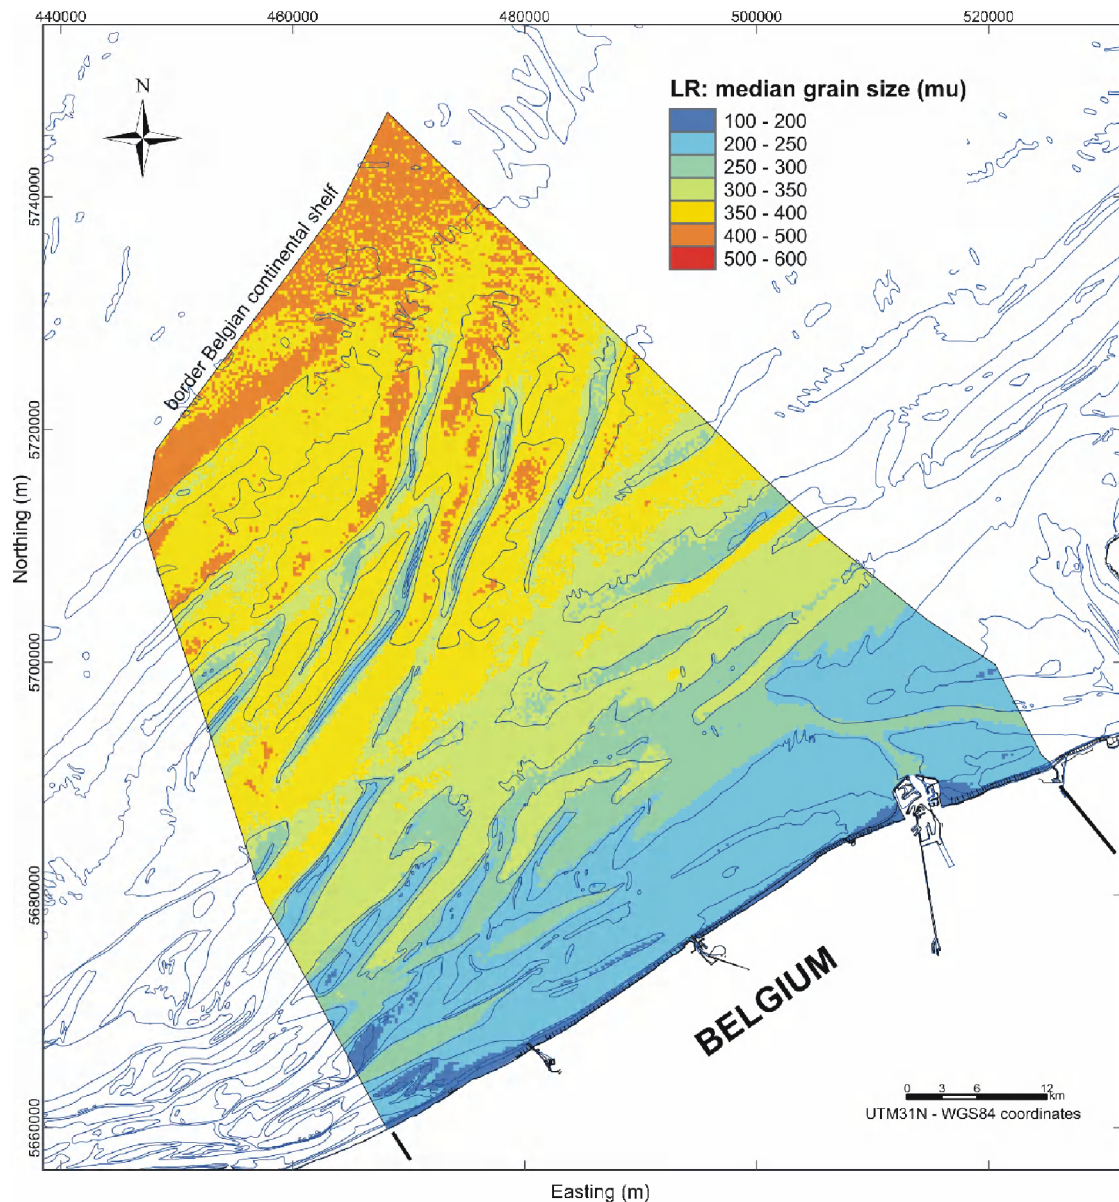 440000 460000 480000 500000 520000
N
LR: median grain size (mu)
100 - 200
200 - 250
250 - 300
300 - 350
350 - 400
400 - 500
500 - 600
border Belgian continental shelf
5740000
5720000
Northing (m)
5700000
5680000
5660000
BELGIUM
0 3 6 12
km
UTM31N - WGS84 coordinates
Easting (m)